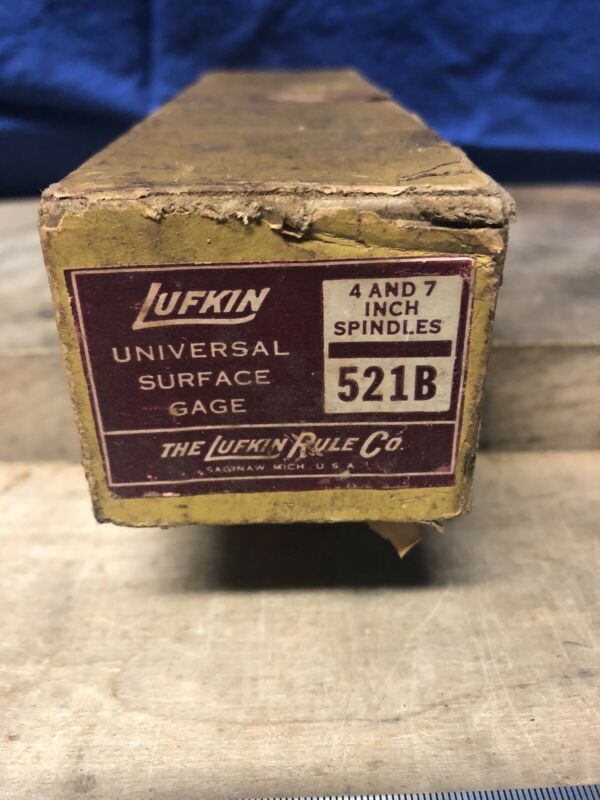 LUFKIN
UNIVERSAL
SURFACE
GAGE
4 AND 7
INCH
SPINDLES
521B
THE LUFKIN RULE CO.
SAGINAW MICH. U.S.A.